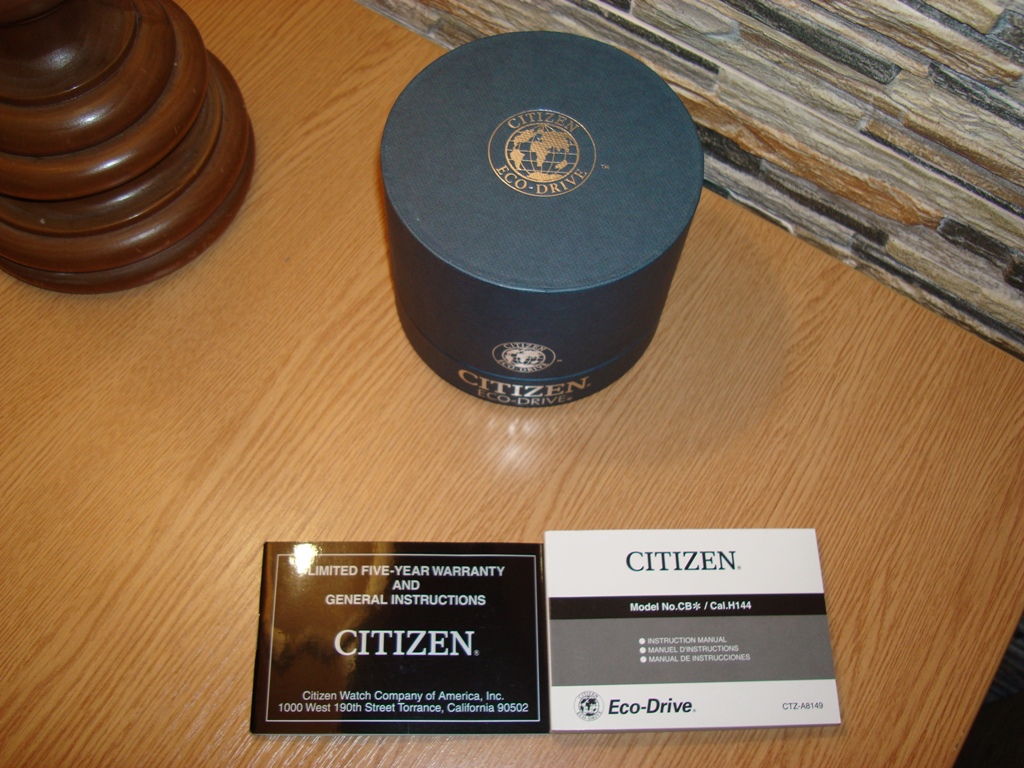 CITIZEN
ECO-DRIVE
CITIZEN
ECO-DRIVE
CITIZEN
ECO-DRIVE
LIMITED FIVE-YEAR WARRANTY
AND
GENERAL INSTRUCTIONS
CITIZEN®
Citizen Watch Company of America, Inc.
1000 West 190th Street Torrance, California 90502
CITIZEN®
Model No.CB✻ / Cal.H144
● INSTRUCTION MANUAL
● MANUEL D'INSTRUCTIONS
● MANUAL DE INSTRUCCIONES
Eco-Drive®
CTZ-A8149